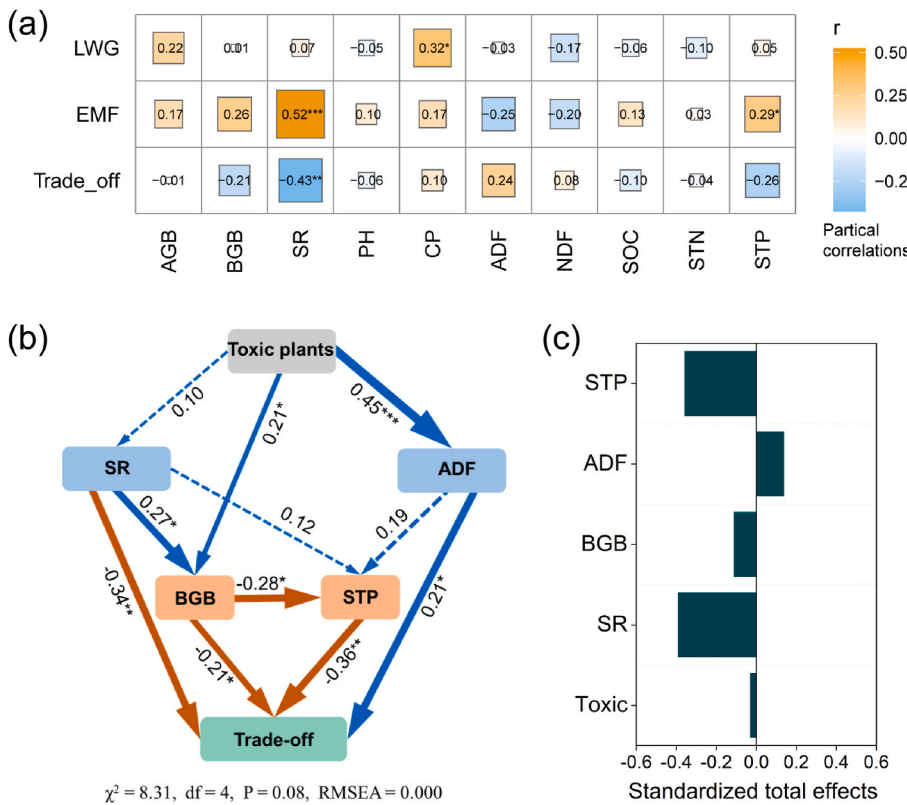 (a)
LWG 0.22 0.01 0.07 −0.05 0.32* −0.03 −0.17 −0.06 −0.10 0.05
EMF 0.17 0.26 0.52*** 0.10 0.17 −0.25 −0.20 0.13 0.03 0.29*
Trade_off −0.01 −0.21 −0.43** −0.06 0.10 0.24 0.08 −0.10 −0.04 −0.26
AGB BGB SR PH CP ADF NDF SOC STN STP
r
0.50
0.25
0.00
−0.2
Partical
correlations
(b)
Toxic plants
0.10
0.21*
0.45***
SR
ADF
0.27*
0.12
0.19
-0.34**
BGB
-0.28*
STP
0.21*
-0.21*
-0.36**
Trade-off
χ² = 8.31, df = 4, P = 0.08, RMSEA = 0.000
(c)
STP
ADF
BGB
SR
Toxic
-0.6 -0.4 -0.2 0.0 0.2 0.4 0.6
Standardized total effects